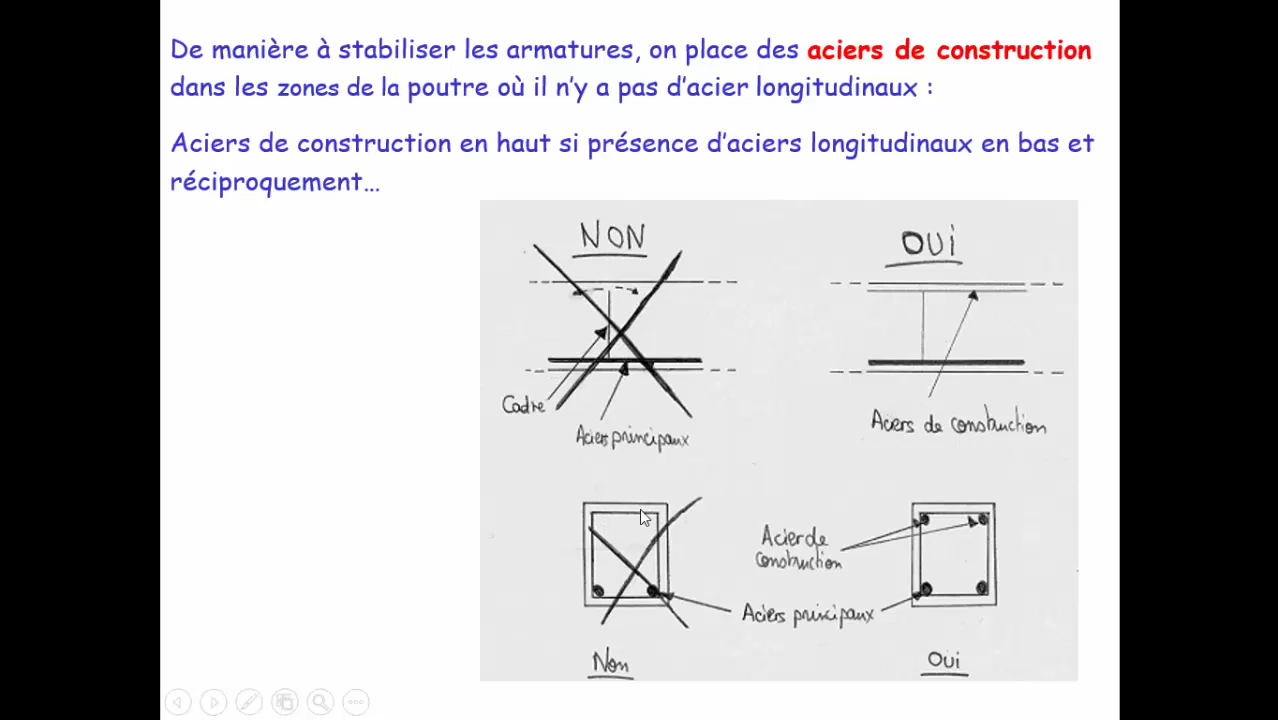 De manière à stabiliser les armatures, on place des aciers de construction
dans les zones de la poutre où il n'y a pas d'acier longitudinaux :
Aciers de construction en haut si présence d'aciers longitudinaux en bas et
réciproquement…
NON
OUi
Cadre
Aciers principaux
Aciers de construction
Acier de
construction
Aciers principaux
Non
Oui